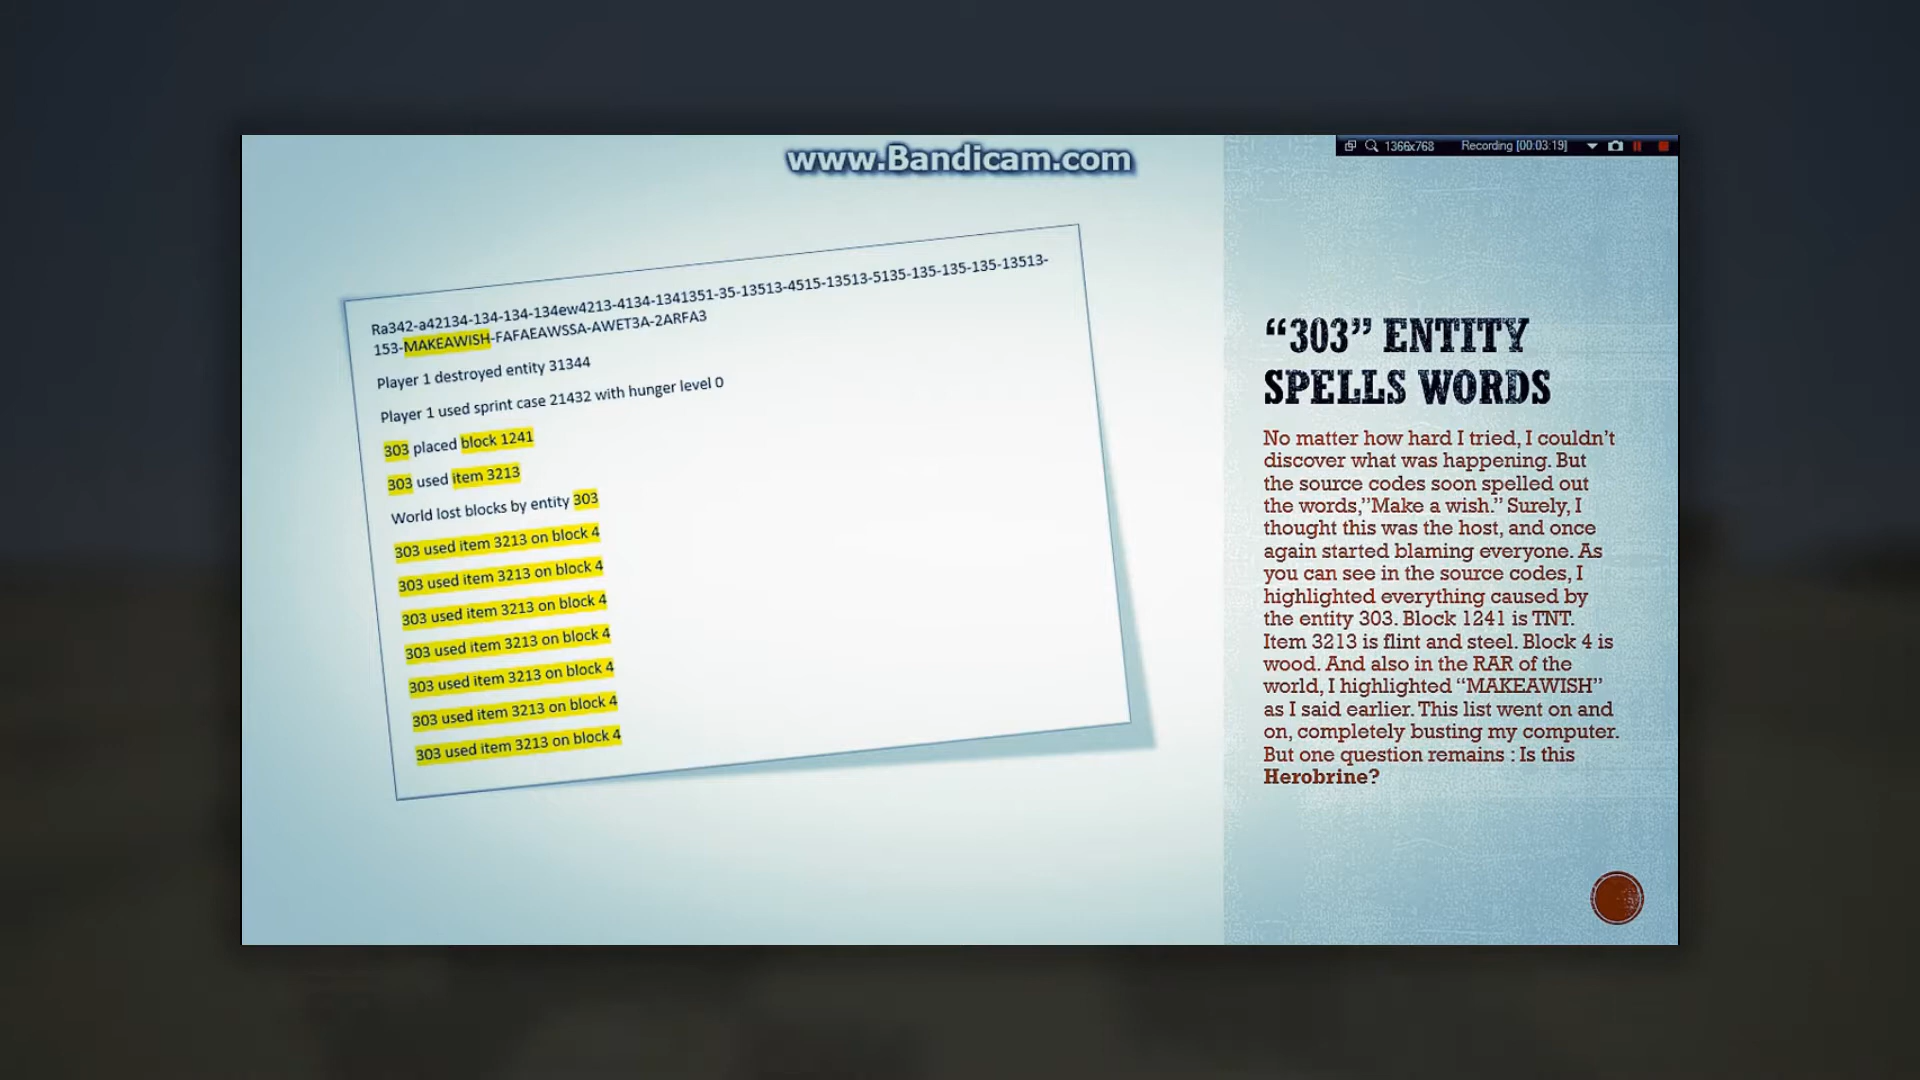 www.Bandicam.com
1366x768 Recording [00:03:19]
Ra342-a42134-134-134-134ew4213-4134-1341351-35-13513-4515-13513-5135-135-135-135-13513-
153-MAKEAWISH-FAFAEAWSSA-AWET3A-2ARFA3
Player 1 destroyed entity 31344
Player 1 used sprint case 21432 with hunger level 0
303 placed block 1241
303 used item 3213
World lost blocks by entity 303
303 used item 3213 on block 4
303 used item 3213 on block 4
303 used item 3213 on block 4
303 used item 3213 on block 4
303 used item 3213 on block 4
303 used item 3213 on block 4
303 used item 3213 on block 4
“303” ENTITY
SPELLS WORDS
No matter how hard I tried, I couldn’t
discover what was happening. But
the source codes soon spelled out
the words,”Make a wish.” Surely, I
thought this was the host, and once
again started blaming everyone. As
you can see in the source codes, I
highlighted everything caused by
the entity 303. Block 1241 is TNT.
Item 3213 is flint and steel. Block 4 is
wood. And also in the RAR of the
world, I highlighted “MAKEAWISH”
as I said earlier. This list went on and
on, completely busting my computer.
But one question remains : Is this
Herobrine?